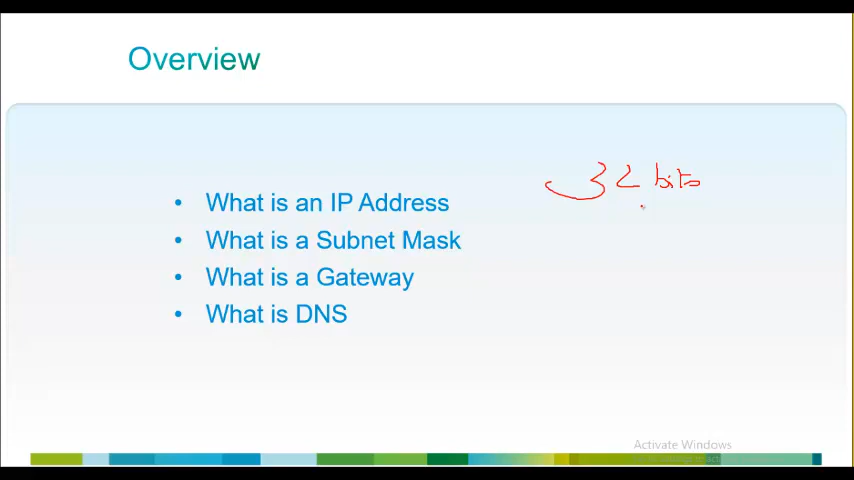 Overview
32 bits
• What is an IP Address
• What is a Subnet Mask
• What is a Gateway
• What is DNS
Activate Windows